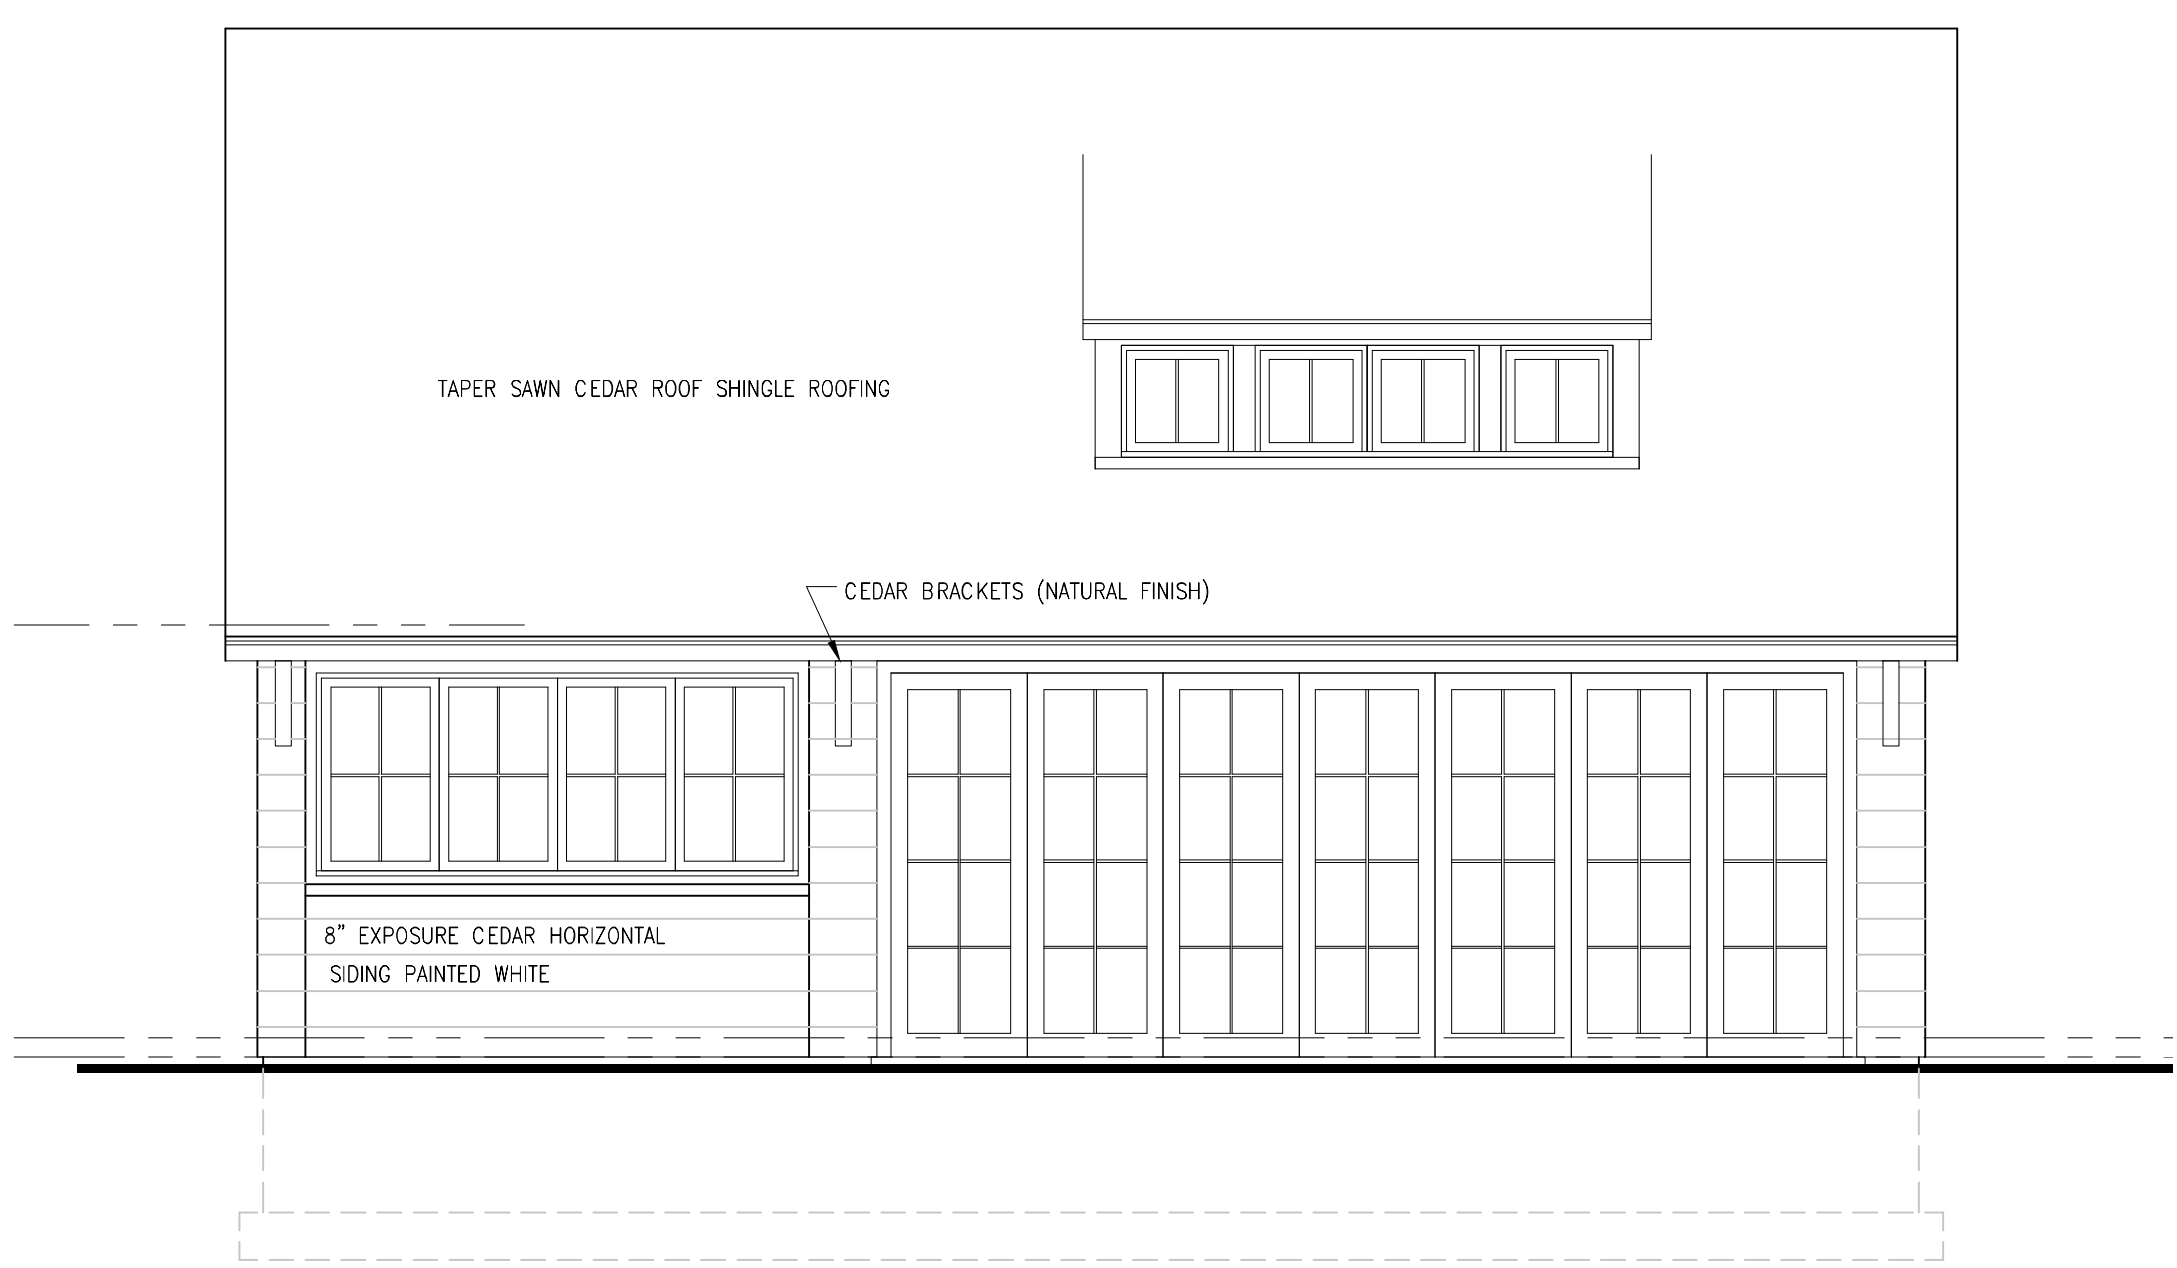 TAPER SAWN CEDAR ROOF SHINGLE ROOFING
CEDAR BRACKETS (NATURAL FINISH)
8” EXPOSURE CEDAR HORIZONTAL
SIDING PAINTED WHITE